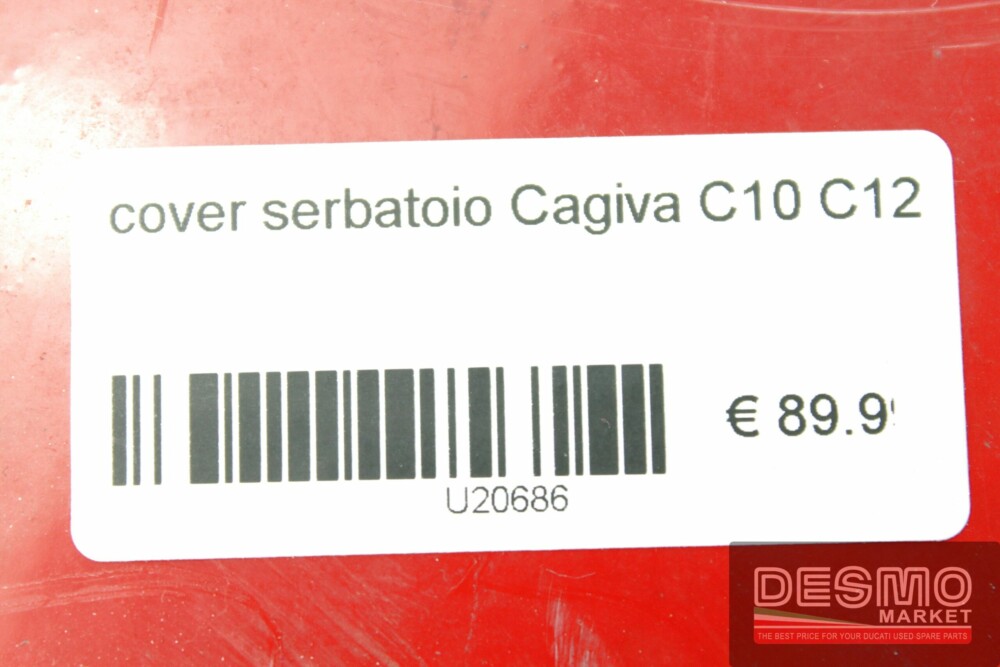 cover serbatoio Cagiva C10 C12
€ 89.9
U20686
DESMO
MARKET
THE BEST PRICE FOR YOUR DUCATI USED SPARE PARTS